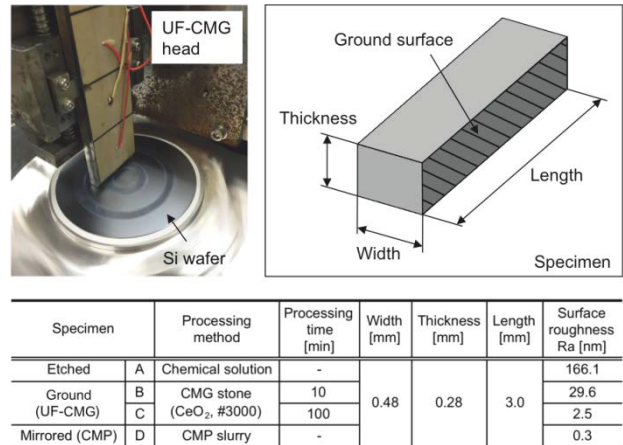 UF-CMG
head
Si wafer
Ground surface
Thickness
Length
Width
Specimen
Specimen Processing method Processing time [min] Width [mm] Thickness [mm] Length [mm] Surface roughness Ra [nm]
Etched A Chemical solution - 0.48 0.28 3.0 166.1
Ground (UF-CMG) B CMG stone (CeO₂, #3000) 10 29.6
C 100 2.5
Mirrored (CMP) D CMP slurry - 0.3